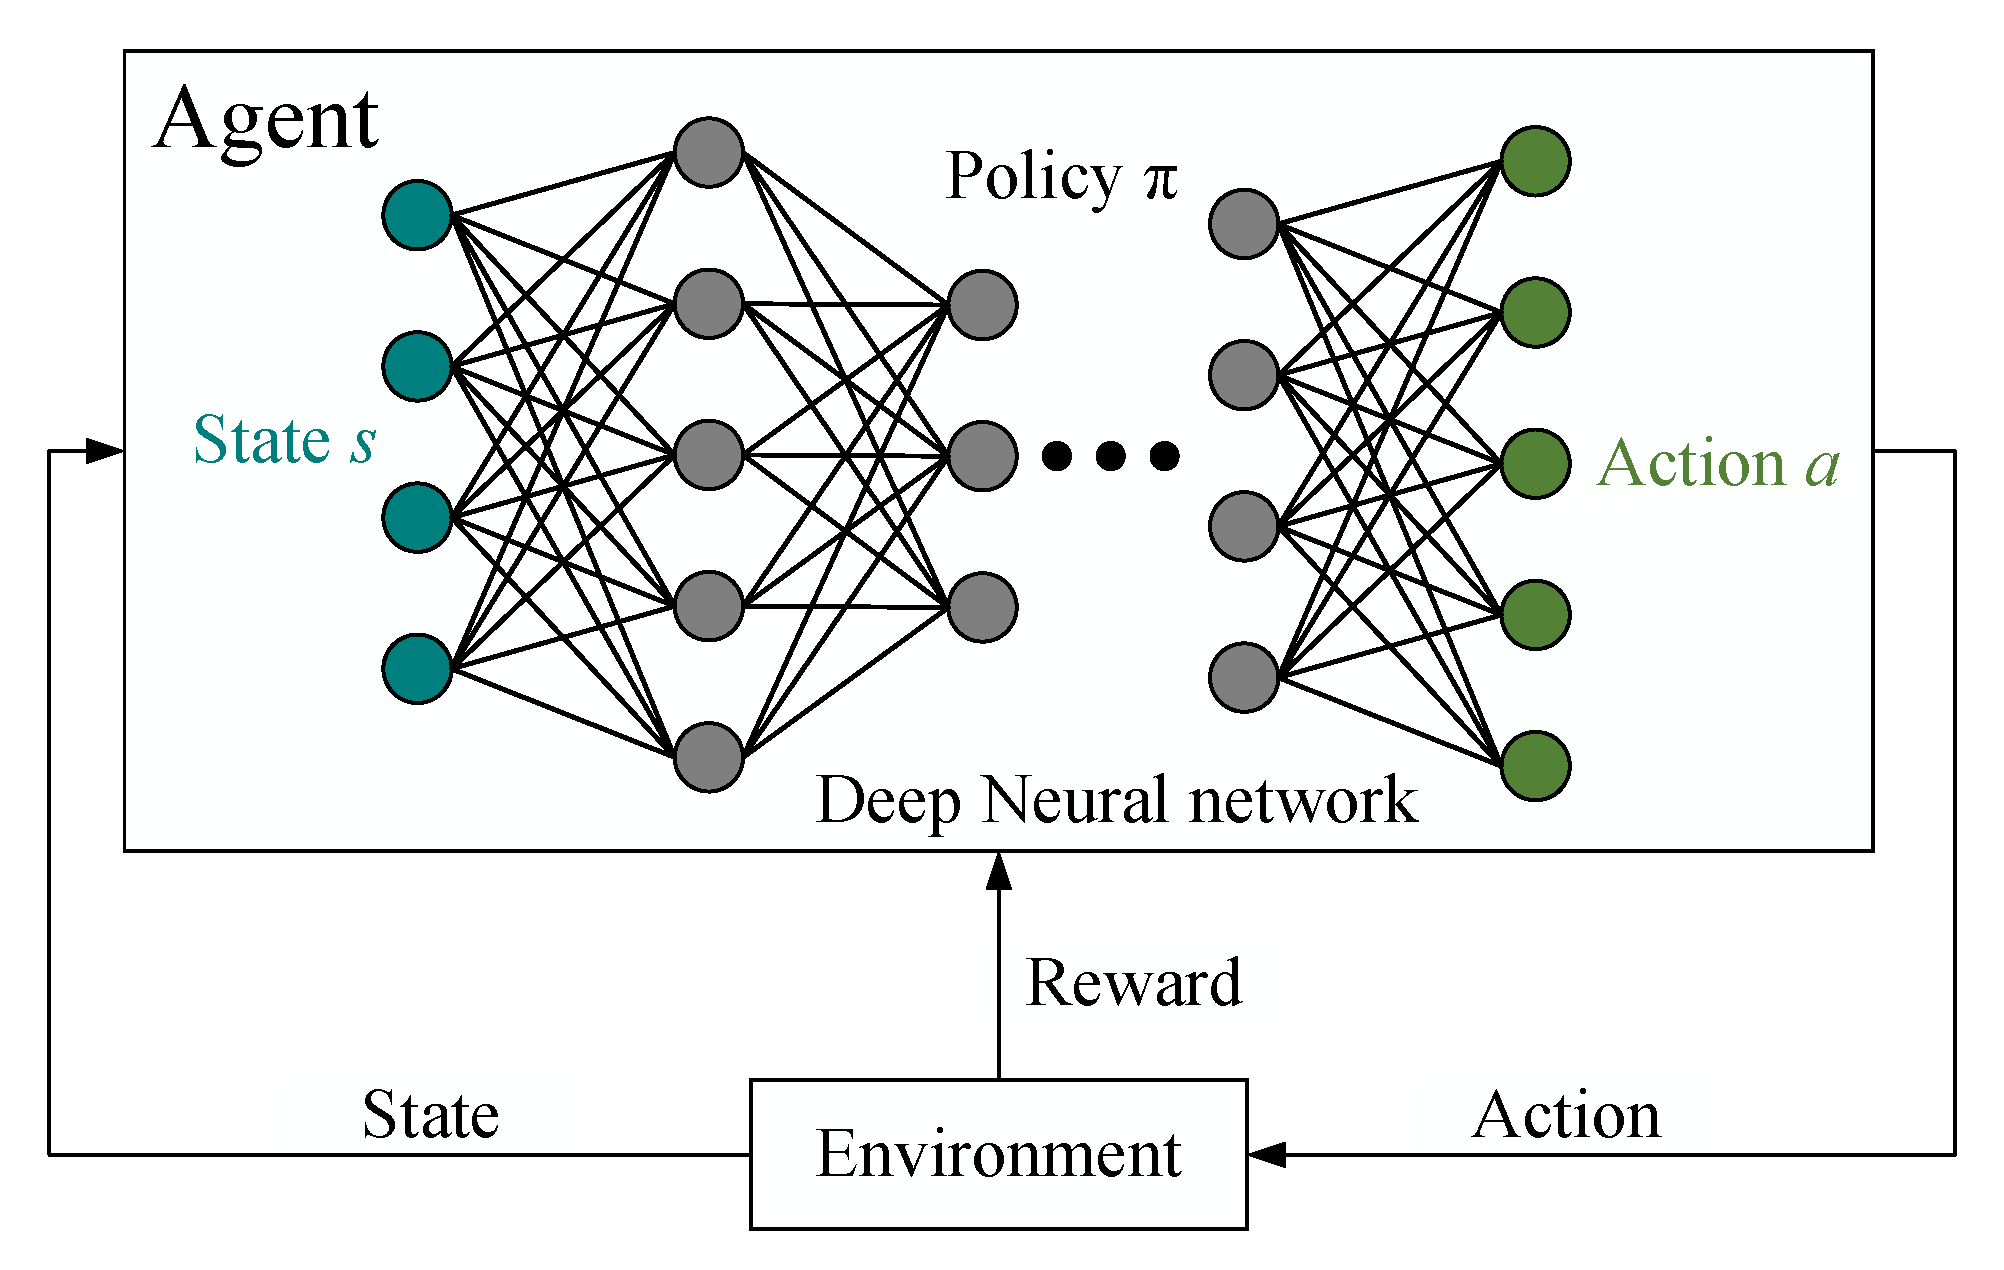 Agent
Policy π
State s
Action a
Deep Neural network
Reward
State
Environment
Action